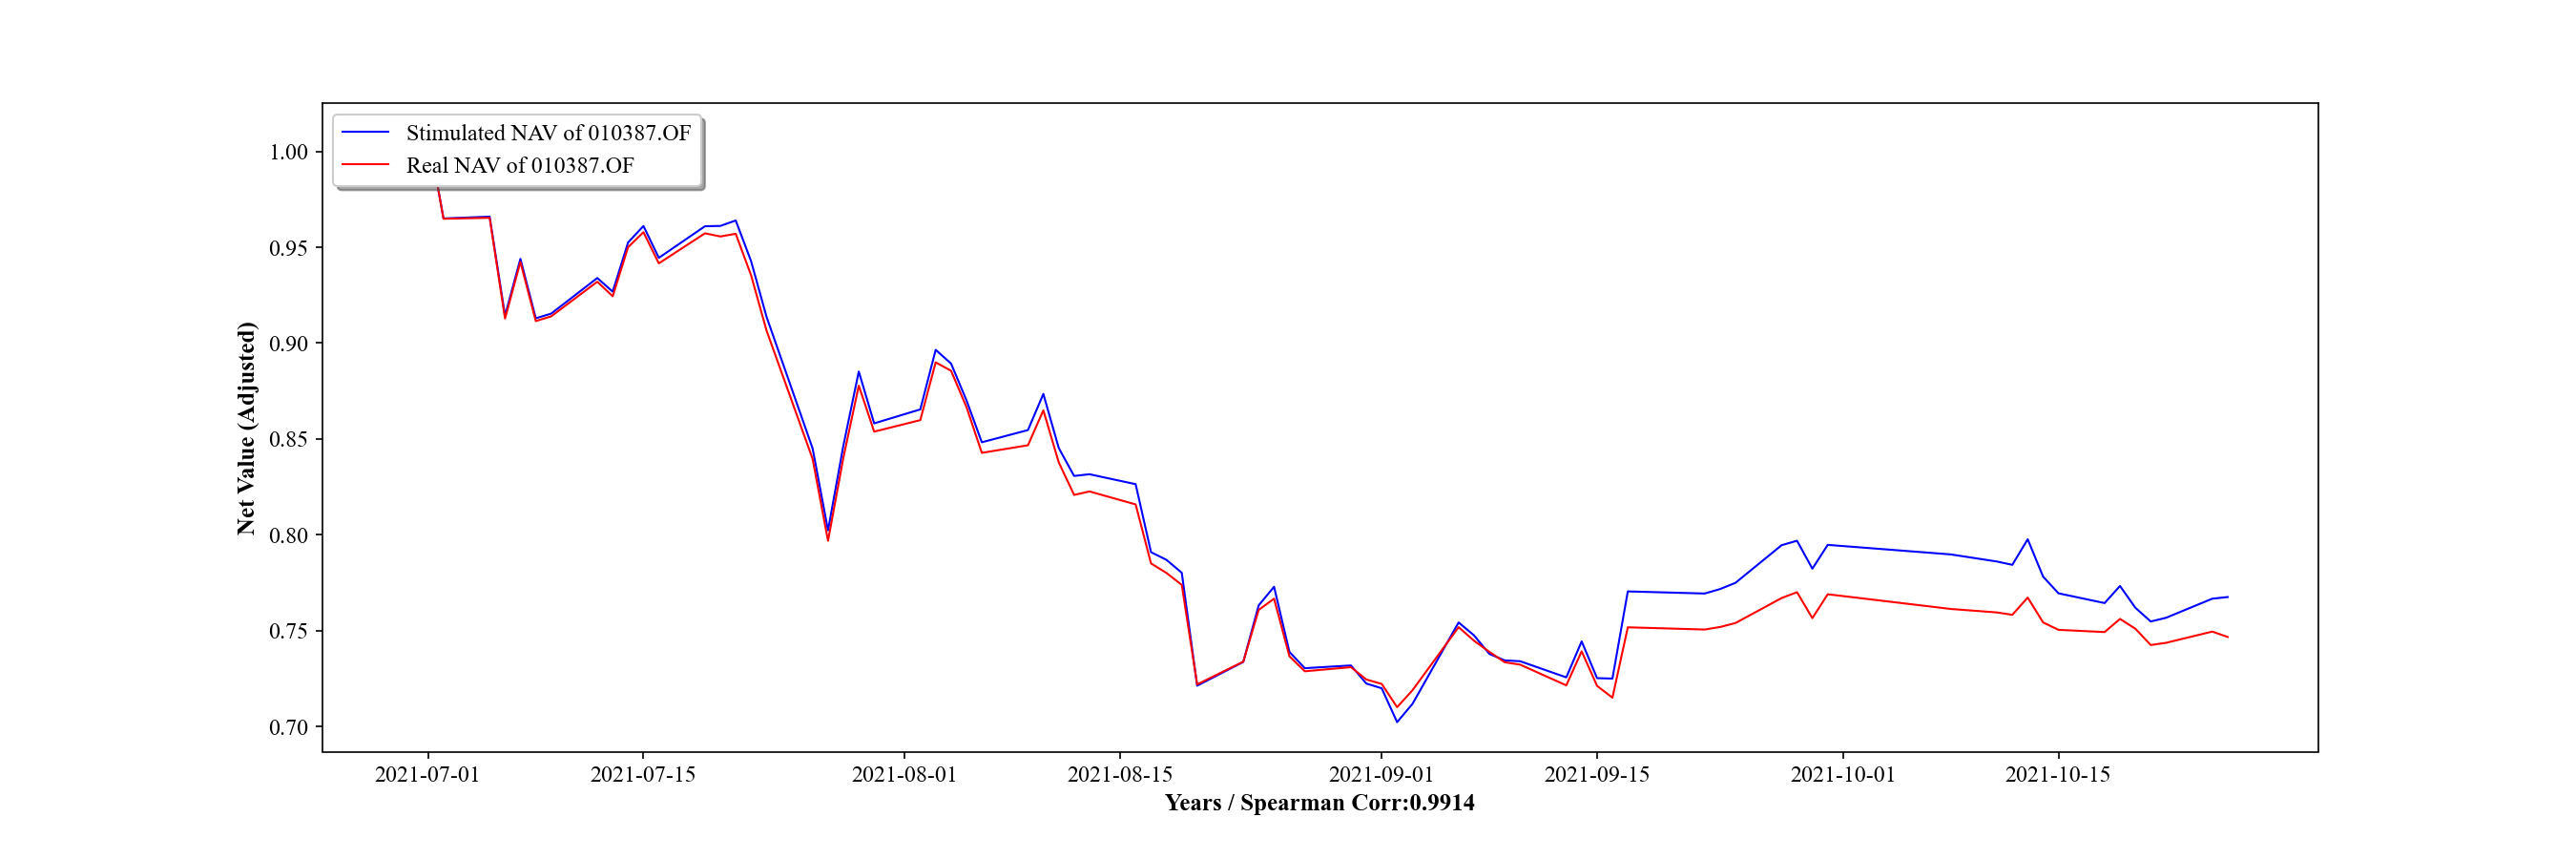 Stimulated NAV of 010387.OF
Real NAV of 010387.OF
Net Value (Adjusted)
1.00
0.95
0.90
0.85
0.80
0.75
0.70
2021-07-01 2021-07-15 2021-08-01 2021-08-15 2021-09-01 2021-09-15 2021-10-01 2021-10-15
Years / Spearman Corr:0.9914